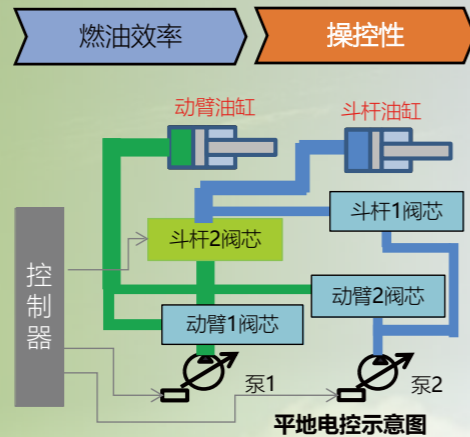 燃油效率
操控性
动臂油缸
斗杆油缸
斗杆1阀芯
斗杆2阀芯
控制器
动臂2阀芯
动臂1阀芯
泵1
泵2
平地电控示意图